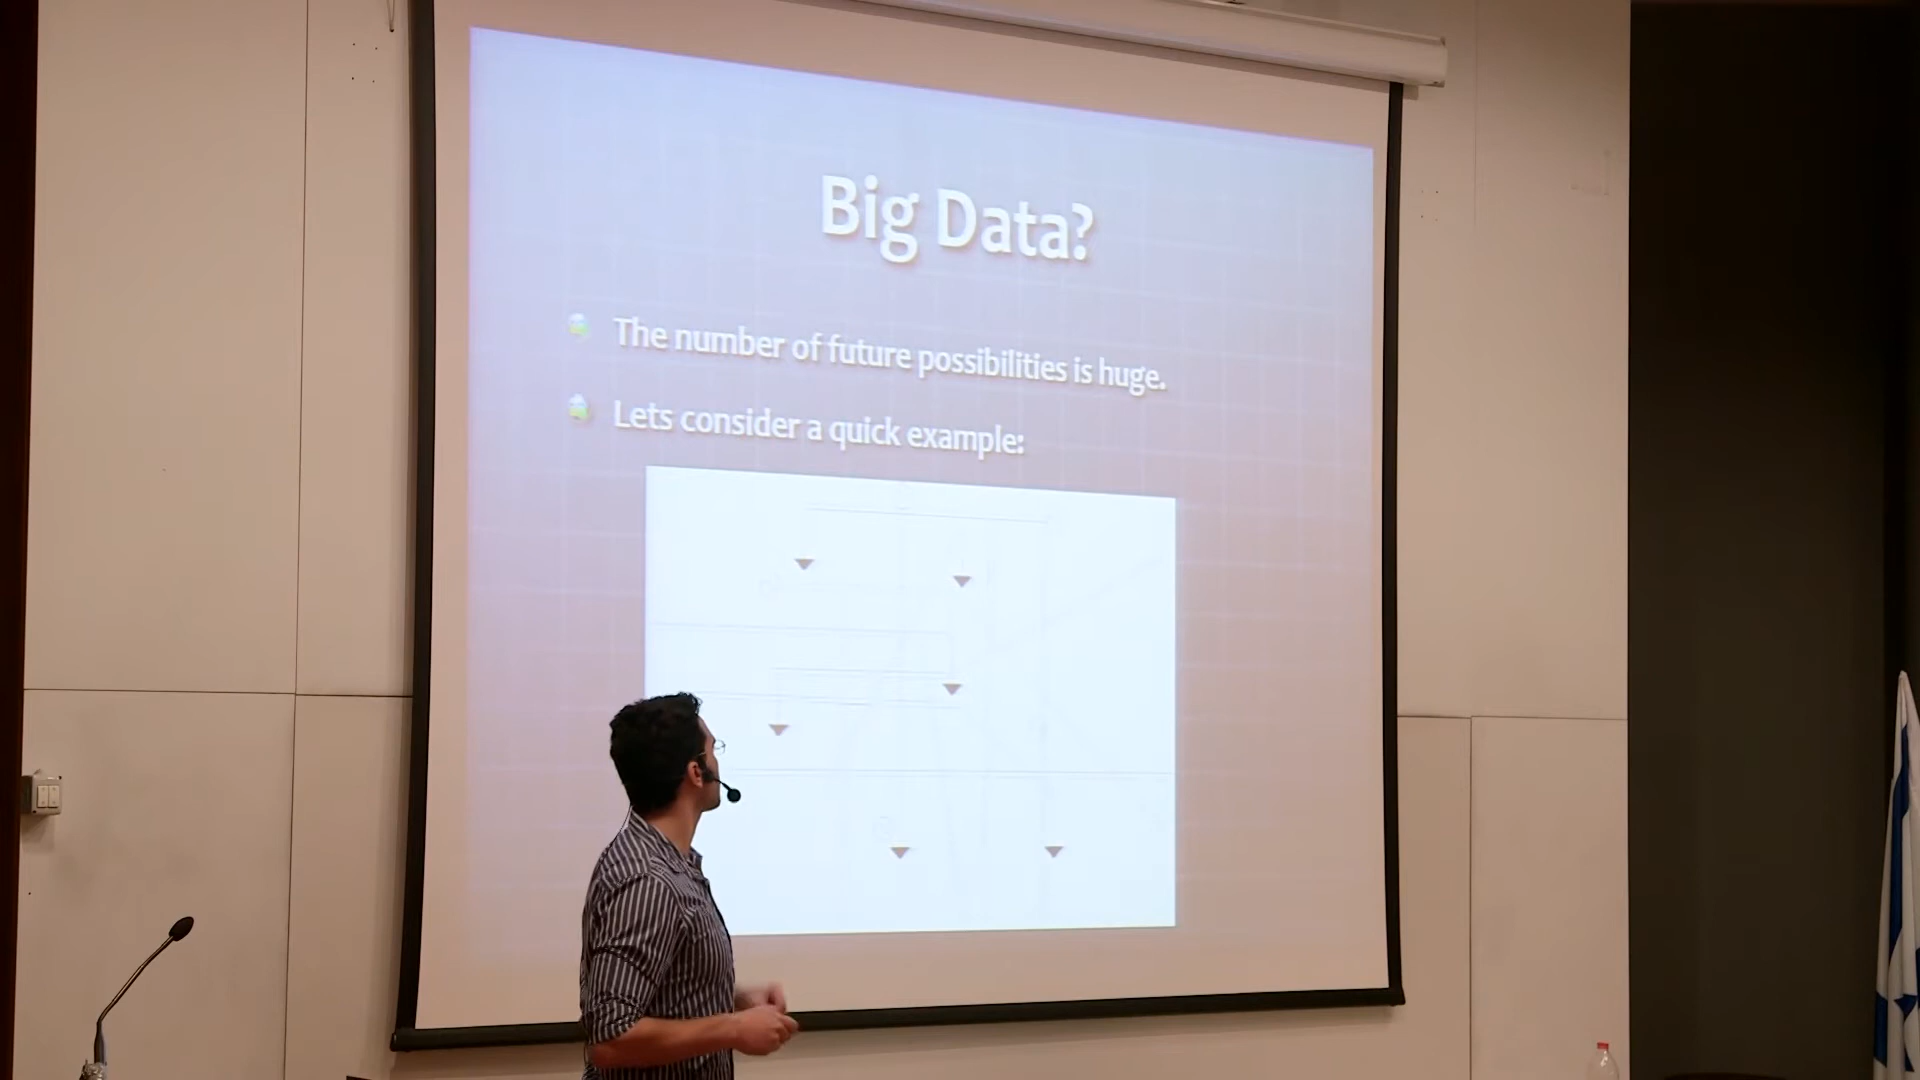 Big Data?
The number of future possibilities is huge.
Lets consider a quick example: